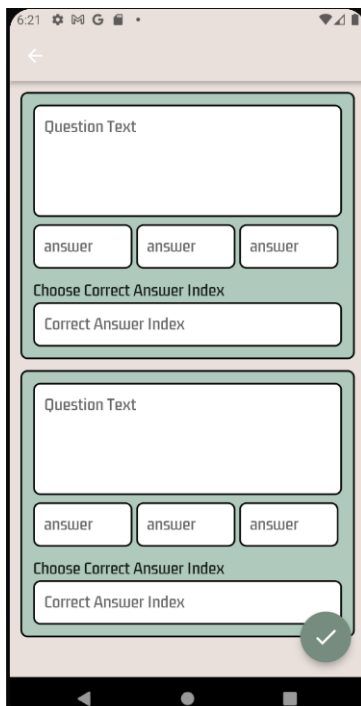 6:21 G
Question Text
answer answer answer
Choose Correct Answer Index
Correct Answer Index
Question Text
answer answer answer
Choose Correct Answer Index
Correct Answer Index